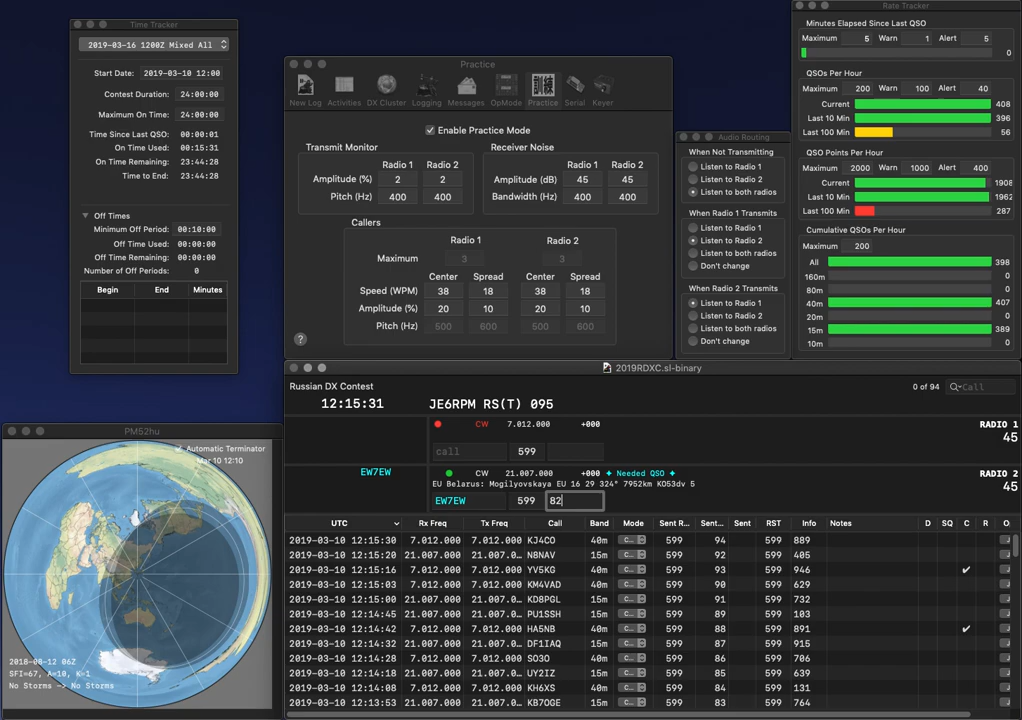 Time Tracker
2019-03-16 1200Z Mixed All
Start Date: 2019-03-10 12:00
Contest Duration: 24:00:00
Maximum On Time: 24:00:00
Time Since Last QSO: 00:00:01
On Time Used: 00:15:31
On Time Remaining: 23:44:28
Time to End: 23:44:28
Off Times
Minimum Off Period: 00:10:00
Off Time Used: 00:00:00
Off Time Remaining: 00:00:00
Number of Off Periods: 0
Begin End Minutes
Practice
New Log Activities DX Cluster Logging Messages OpMode Practice Serial Keyer
Enable Practice Mode
Transmit Monitor
Radio 1 Radio 2
Amplitude (%) 2 2
Pitch (Hz) 400 400
Receiver Noise
Radio 1 Radio 2
Amplitude (dB) 45 45
Bandwidth (Hz) 400 400
Callers
Radio 1 Radio 2
Maximum 3 3
Center Spread Center Spread
Speed (WPM) 38 18 38 18
Amplitude (%) 20 10 20 10
Pitch (Hz) 500 600 500 600
?
Audio Routing
When Not Transmitting
Listen to Radio 1
Listen to Radio 2
Listen to both radios
When Radio 1 Transmits
Listen to Radio 1
Listen to Radio 2
Listen to both radios
Don't change
When Radio 2 Transmits
Listen to Radio 1
Listen to Radio 2
Listen to both radios
Don't change
Rate Tracker
Minutes Elapsed Since Last QSO
Maximum 5 Warn 1 Alert 5
0
QSOs Per Hour
Maximum 200 Warn 100 Alert 40
Current 408
Last 10 Min 396
Last 100 Min 56
QSO Points Per Hour
Maximum 2000 Warn 1000 Alert 400
Current 1908
Last 10 Min 1962
Last 100 Min 287
Cumulative QSOs Per Hour
Maximum 200
All 398
160m 0
80m 0
40m 407
20m 0
15m 389
10m 0
PM52hu
Automatic Terminator
Mar 10 12:10
2018-08-12 06Z
SFI=67, A=10, K=1
No Storms -> No Storms
2019RDXC.sl-binary
Russian DX Contest 0 of 94 Call
12:15:31 JE6RPM RS(T) 095
CW 7.012.000 +000 RADIO 1
45
call 599
EW7EW CW 21.007.000 +000 ✦ Needed QSO ✦ RADIO 2
EU Belarus: Mogilyovskaya EU 16 29 324° 7952km KO53dv 5 45
EW7EW 599 82
UTC Rx Freq Tx Freq Call Band Mode Sent R... Sent... Sent RST Info Notes D SQ C R O
2019-03-10 12:15:30 7.012.000 7.012.000 KJ4CO 40m C... 599 94 599 889
2019-03-10 12:15:26 21.007.000 21.007.0… N8NAV 15m C... 599 92 599 405
2019-03-10 12:15:16 7.012.000 7.012.000 YV5KG 40m C... 599 93 599 946 ✔
2019-03-10 12:15:03 21.007.000 21.007.0… KM4VAD 40m C... 599 90 599 629
2019-03-10 12:15:00 21.007.000 21.007.0… KD8PGL 15m C... 599 91 599 732
2019-03-10 12:14:45 21.007.000 21.007.0… PU1SSH 15m C... 599 89 599 103
2019-03-10 12:14:42 7.012.000 7.012.000 HA5NB 40m C... 599 88 599 891 ✔
2019-03-10 12:14:32 21.007.000 21.007.0… DF1IAQ 15m C... 599 87 599 915
2019-03-10 12:14:28 7.012.000 7.012.000 SO3O 40m C... 599 86 599 706
2019-03-10 12:14:18 21.007.000 21.007.0… UY2IZ 15m C... 599 85 599 639
2019-03-10 12:14:08 7.012.000 7.012.000 KH6XS 40m C... 599 84 599 131
2019-03-10 12:13:53 21.007.000 21.007.0… KB7OGE 15m C... 599 83 599 764